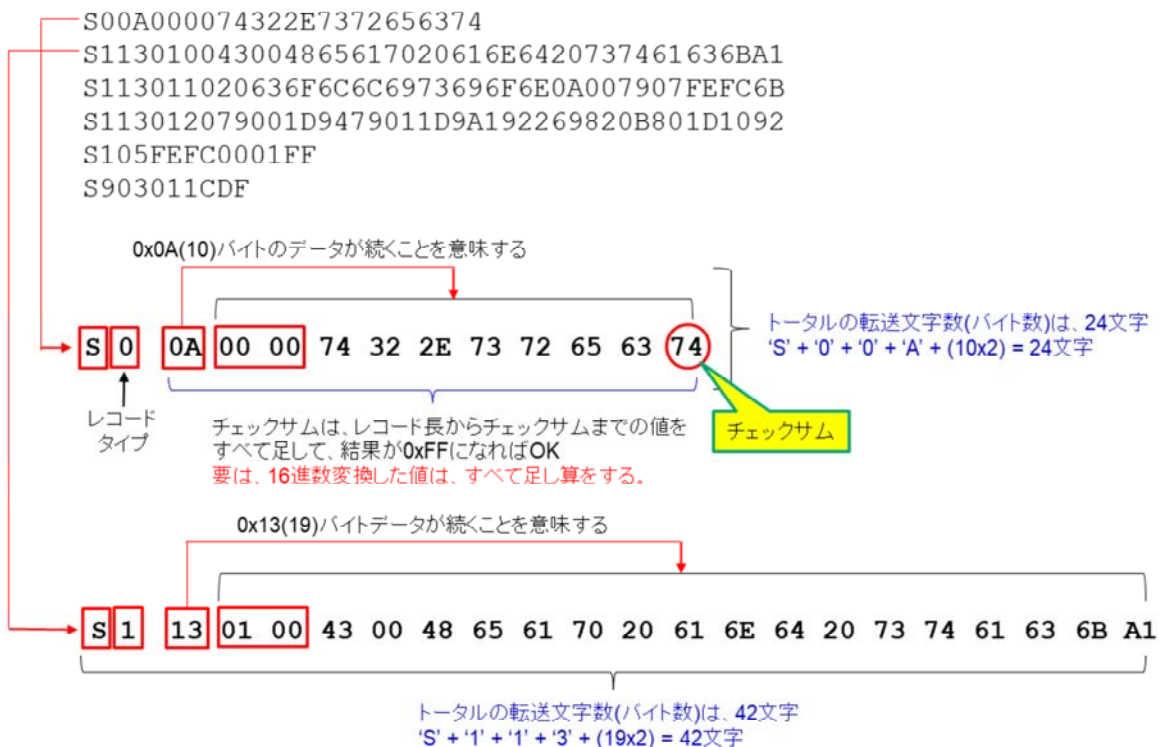 S00A000074322E7372656374
S113010043004865617020616E6420737461636BA1
S113011020636F6C6C6973696F6E0A007907FEFC6B
S113012079001D9479011D9A192269820B801D1092
S105FEFC0001FF
S903011CDF
0x0A(10)バイトのデータが続くことを意味する
S 0 0A 00 00 74 32 2E 73 72 65 63 74
トータルの転送文字数(バイト数)は、24文字
‘S’ + ‘0’ + ‘0’ + ‘A’ + (10x2) = 24文字
レコード
タイプ
チェックサムは、レコード長からチェックサムまでの値を
すべて足して、結果が0xFFになればOK
要は、16進数変換した値は、すべて足し算をする。
チェックサム
0x13(19)バイトデータが続くことを意味する
S 1 13 01 00 43 00 48 65 61 70 20 61 6E 64 20 73 74 61 63 6B A1
トータルの転送文字数(バイト数)は、42文字
‘S’ + ‘1’ + ‘1’ + ‘3’ + (19x2) = 42文字